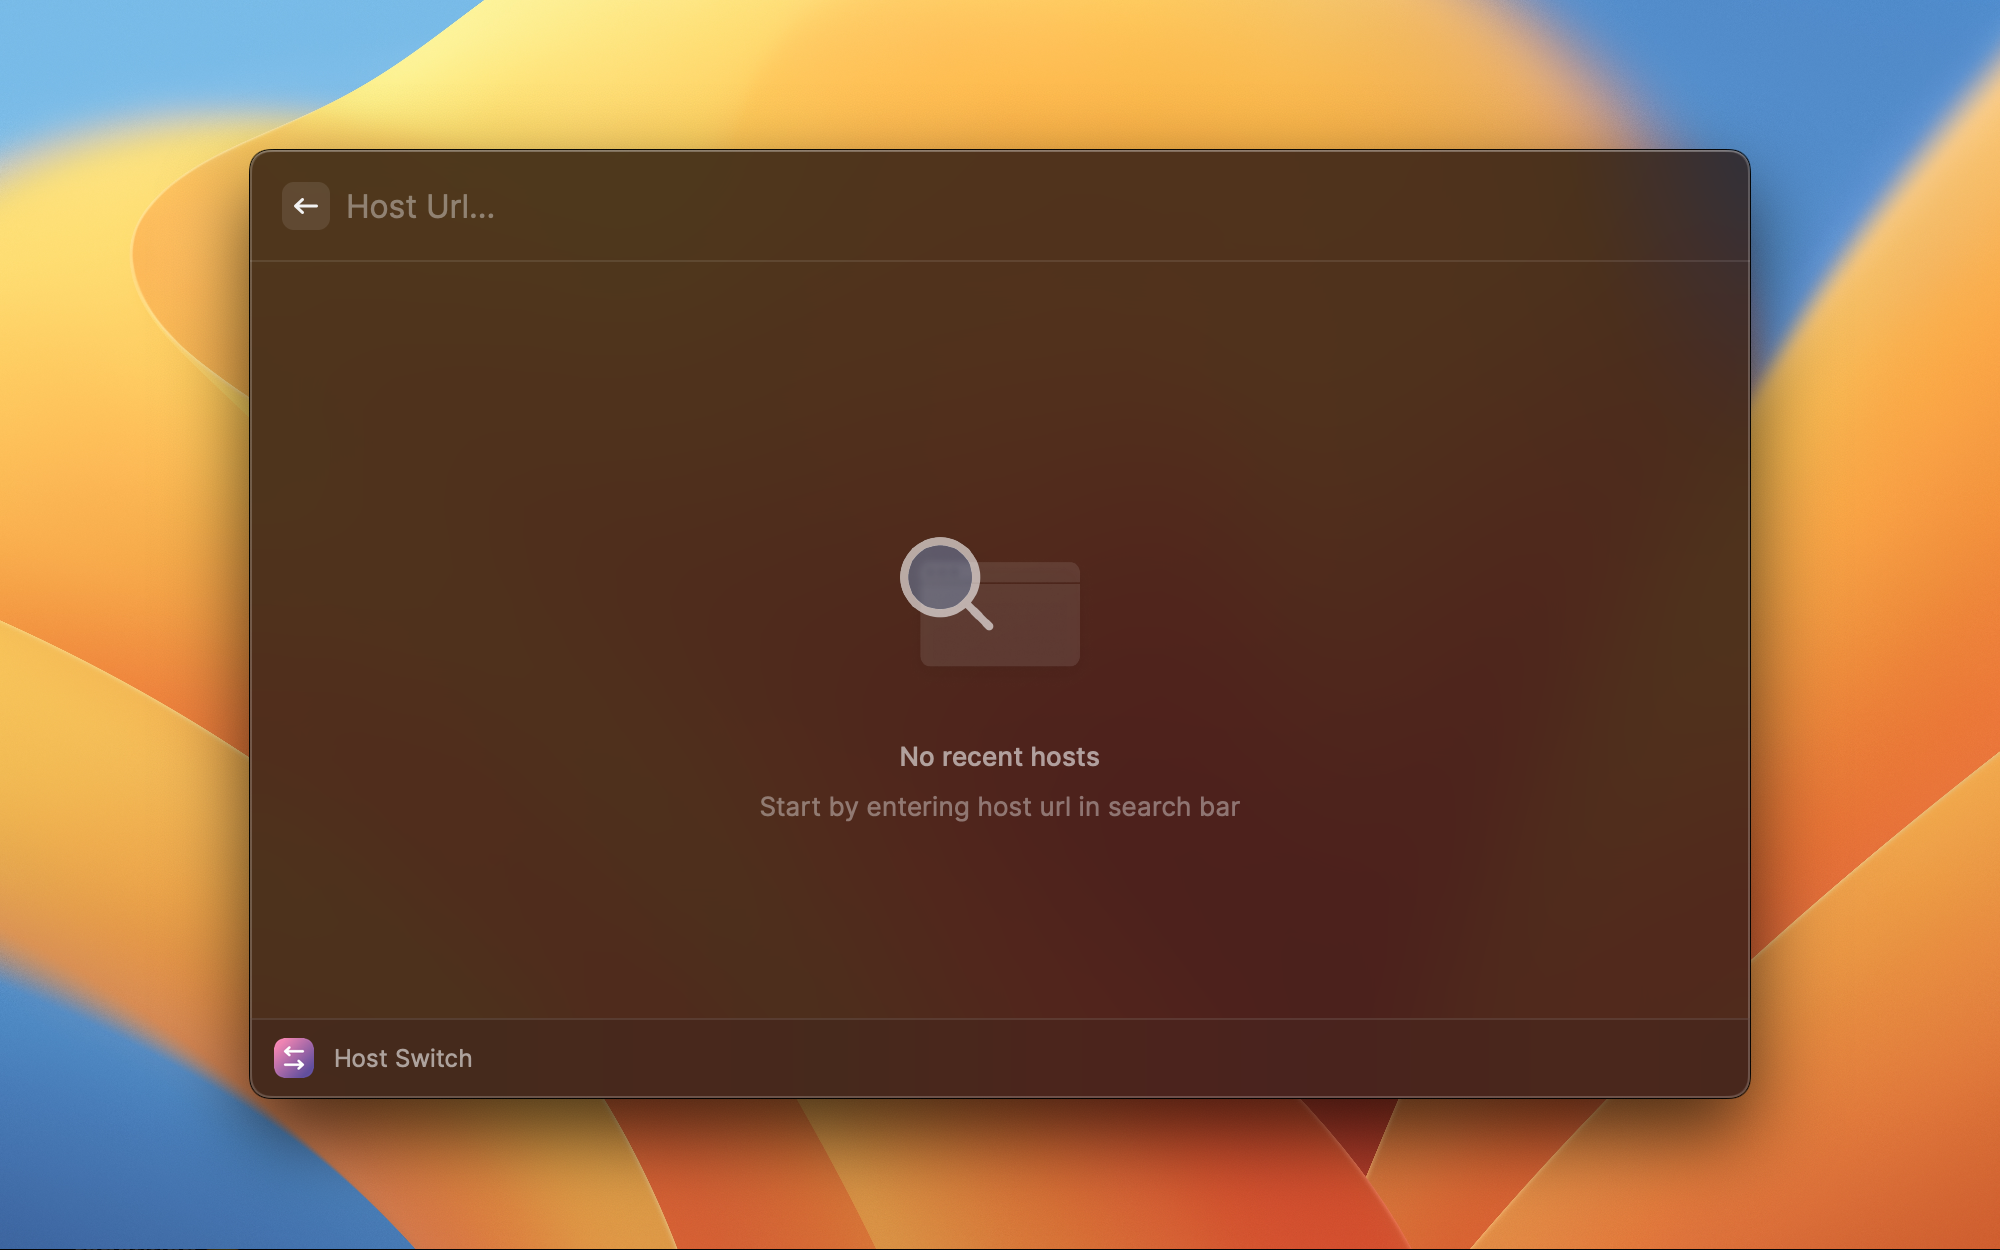 Host Url...
No recent hosts
Start by entering host url in search bar
Host Switch